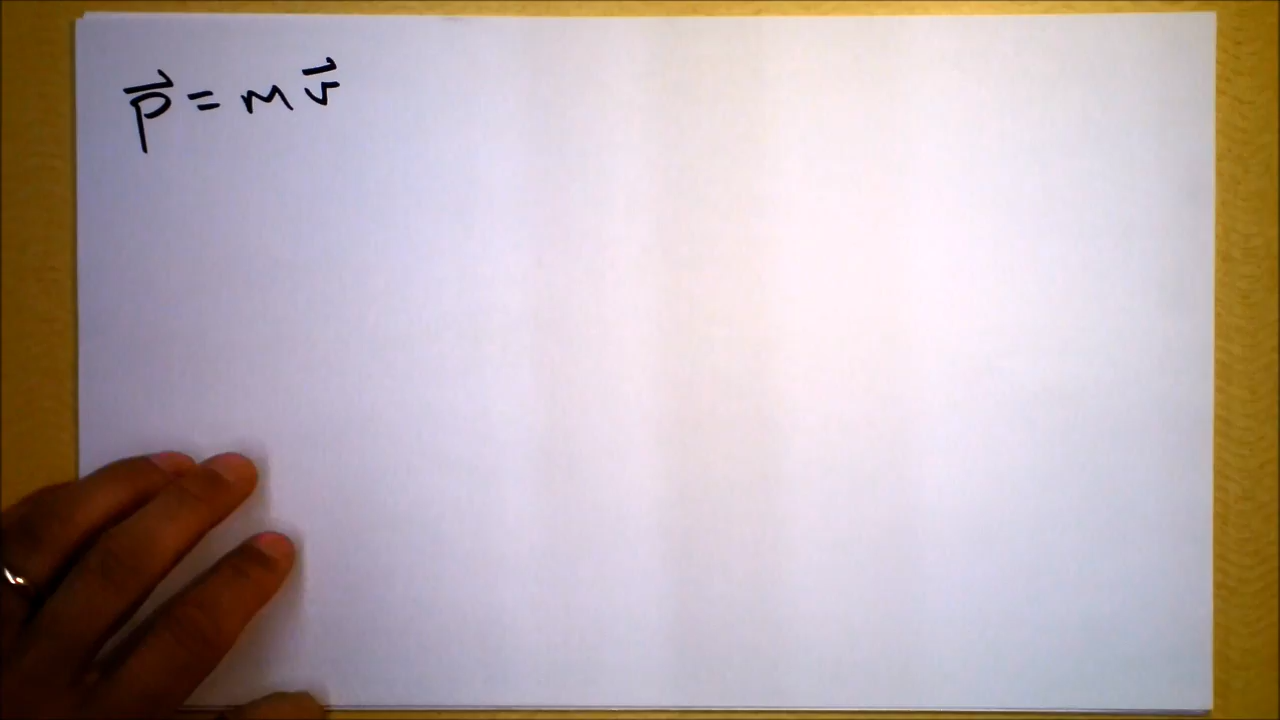 p⃗ = mv⃗